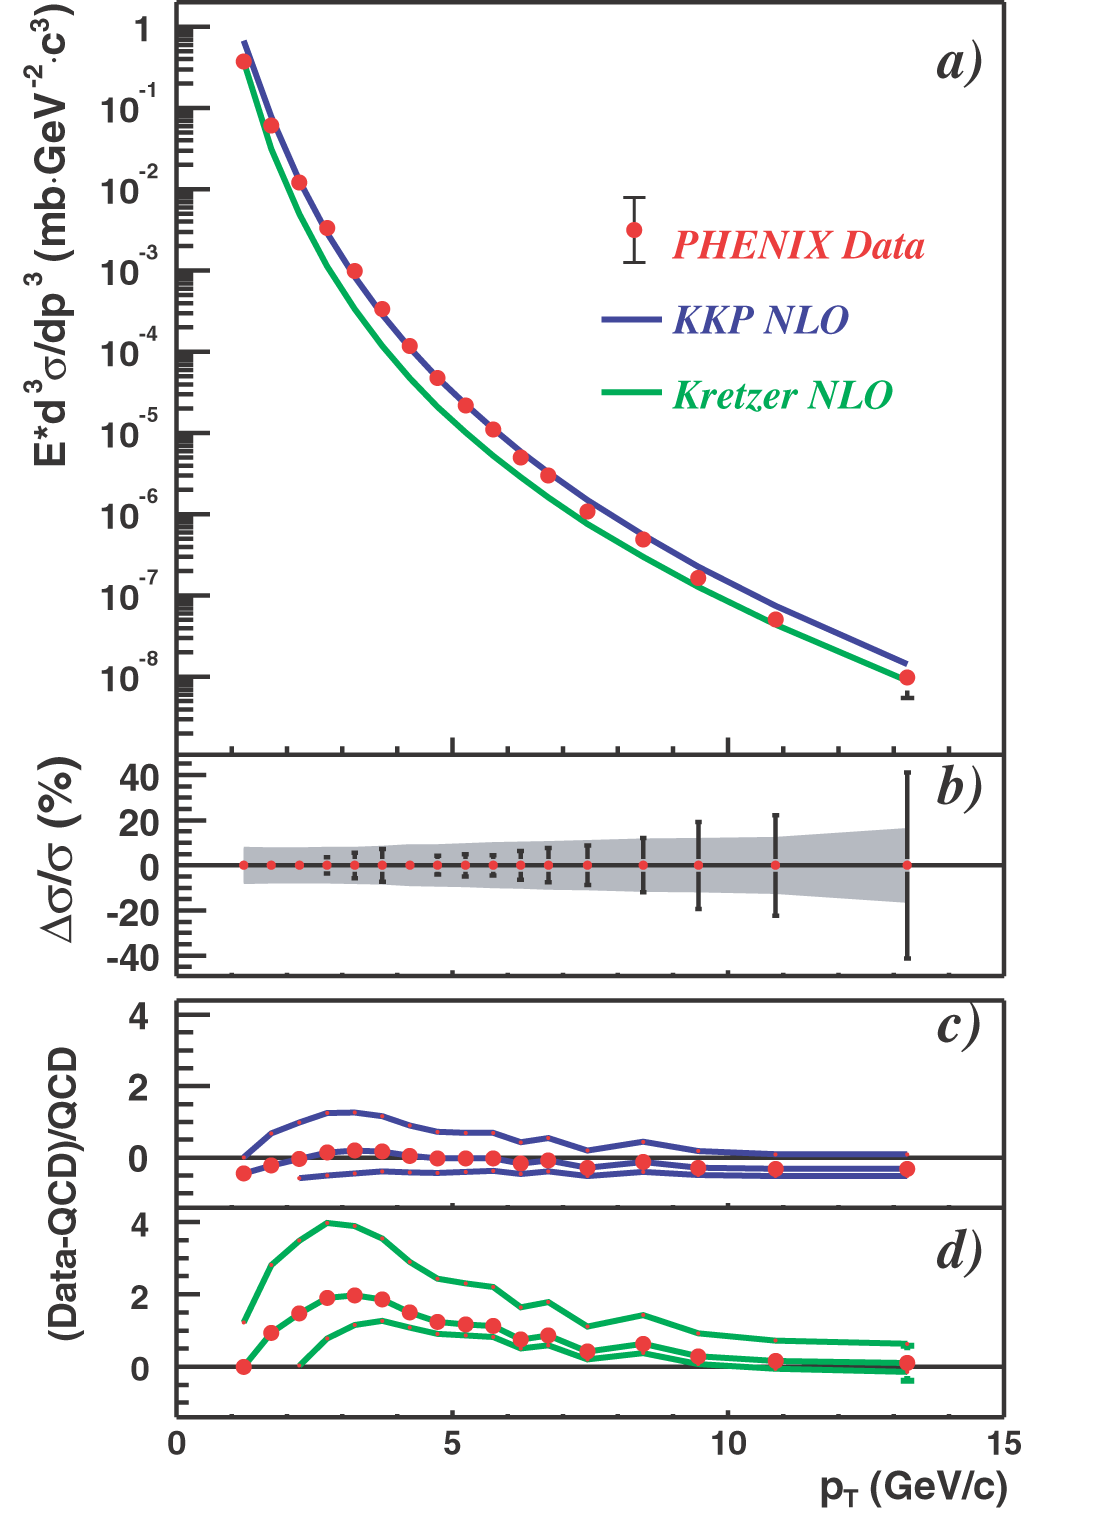 E*d³σ/dp³ (mb·GeV⁻²·c³)
1
10⁻¹
10⁻²
10⁻³
10⁻⁴
10⁻⁵
10⁻⁶
10⁻⁷
10⁻⁸
a)
PHENIX Data
KKP NLO
Kretzer NLO
Δσ/σ (%)
40
20
0
-20
-40
b)
(Data-QCD)/QCD
4
2
0
c)
4
2
0
d)
0 5 10 15
p_T (GeV/c)